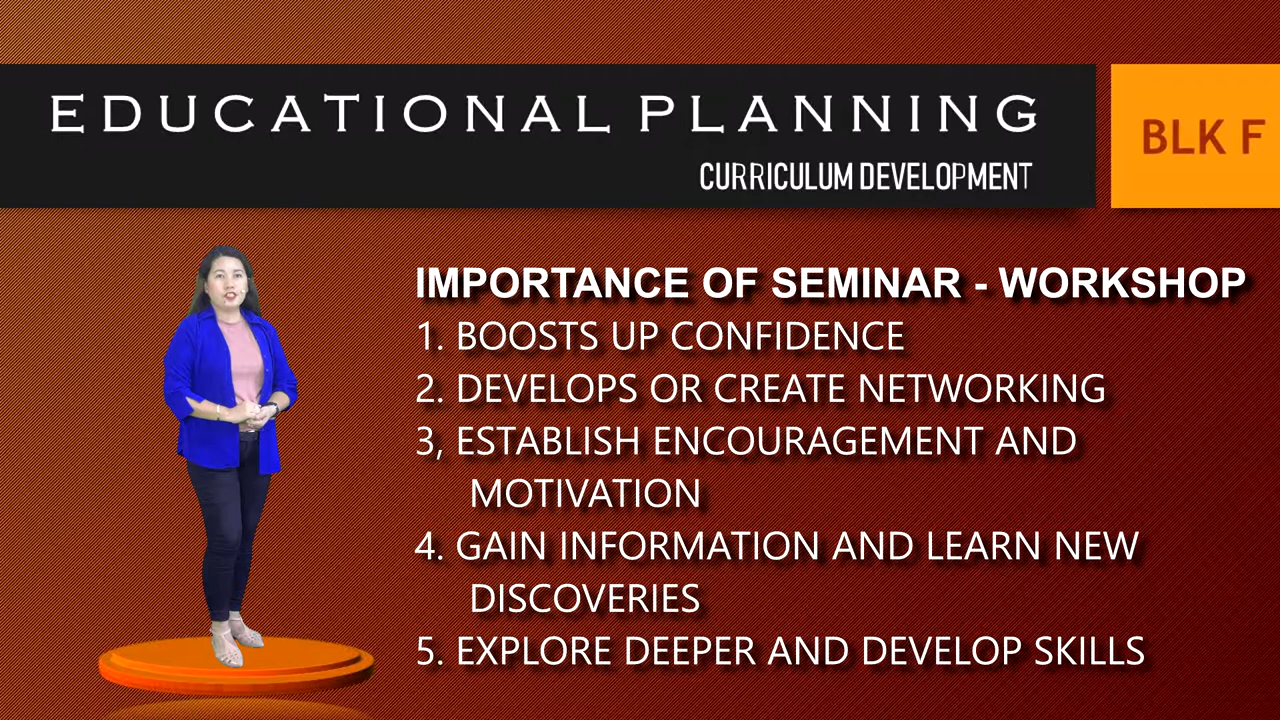 EDUCATIONAL PLANNING
CURRICULUM DEVELOPMENT
BLK F
IMPORTANCE OF SEMINAR - WORKSHOP
1. BOOSTS UP CONFIDENCE
2. DEVELOPS OR CREATE NETWORKING
3, ESTABLISH ENCOURAGEMENT AND
MOTIVATION
4. GAIN INFORMATION AND LEARN NEW
DISCOVERIES
5. EXPLORE DEEPER AND DEVELOP SKILLS